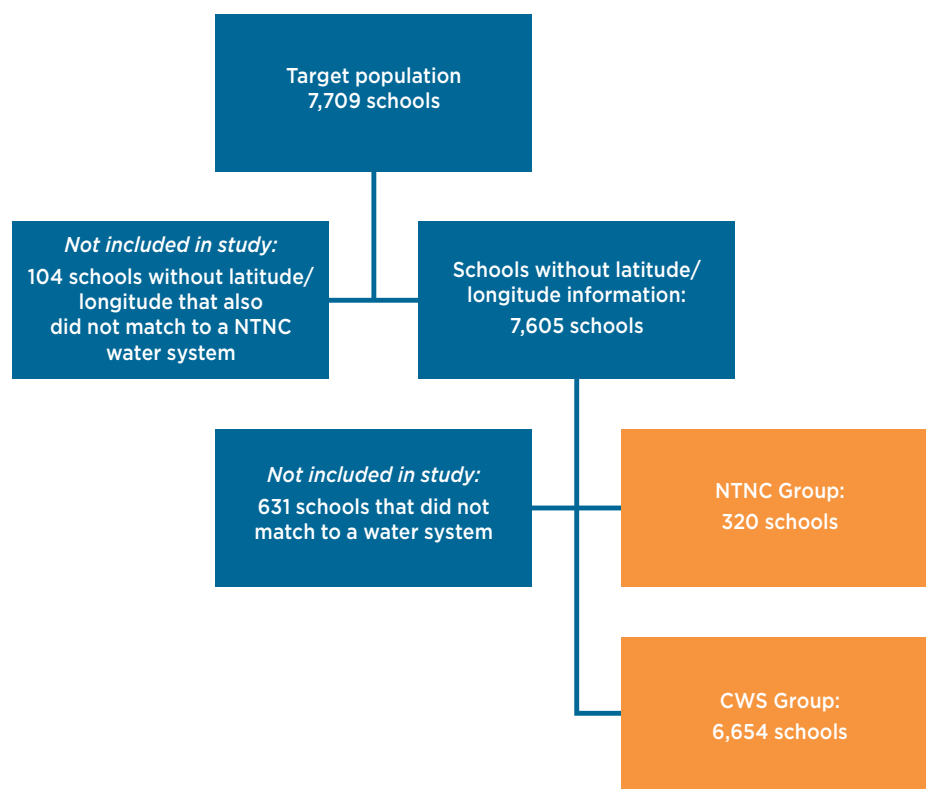 Target population
7,709 schools
Not included in study:
104 schools without latitude/
longitude that also
did not match to a NTNC
water system
Schools without latitude/
longitude information:
7,605 schools
Not included in study:
631 schools that did not
match to a water system
NTNC Group:
320 schools
CWS Group:
6,654 schools